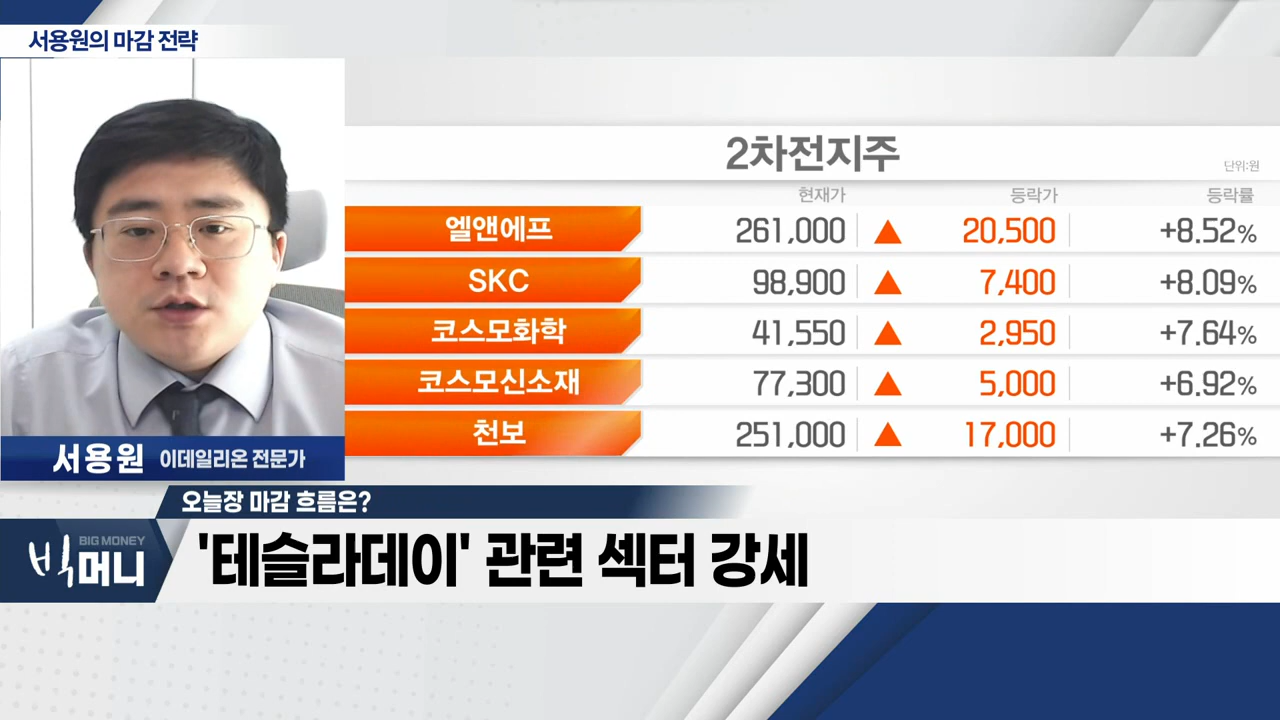 서용원의 마감 전략
2차전지주
단위:원
현재가 등락가 등락률
엘앤에프 261,000 ▲ 20,500 +8.52%
SKC 98,900 ▲ 7,400 +8.09%
코스모화학 41,550 ▲ 2,950 +7.64%
코스모신소재 77,300 ▲ 5,000 +6.92%
천보 251,000 ▲ 17,000 +7.26%
서용원 이데일리온 전문가
오늘장 마감 흐름은?
BIG MONEY
빅머니
'테슬라데이' 관련 섹터 강세